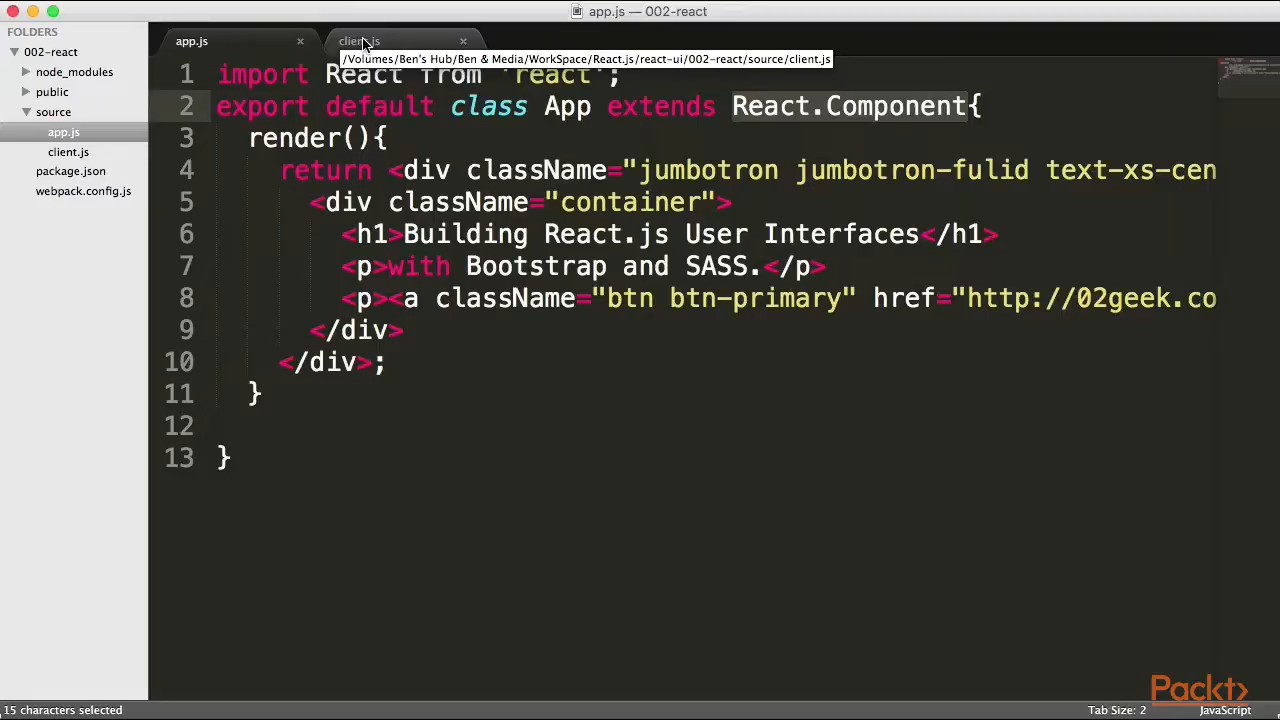 app.js — 002-react
FOLDERS
002-react
node_modules
public
source
app.js
client.js
package.json
webpack.config.js
app.js ×
client.js ×
/Volumes/Ben's Hub/Ben & Media/WorkSpace/React.js/react-ui/002-react/source/client.js
1 import React from 'react';
2 export default class App extends React.Component{
3 render(){
4 return <div className="jumbotron jumbotron-fulid text-xs-cen
5 <div className="container">
6 <h1>Building React.js User Interfaces</h1>
7 <p>with Bootstrap and SASS.</p>
8 <p><a className="btn btn-primary" href="http://02geek.co
9 </div>
10 </div>;
11 }
12
13 }
Packt>
15 characters selected
Tab Size: 2
JavaScript